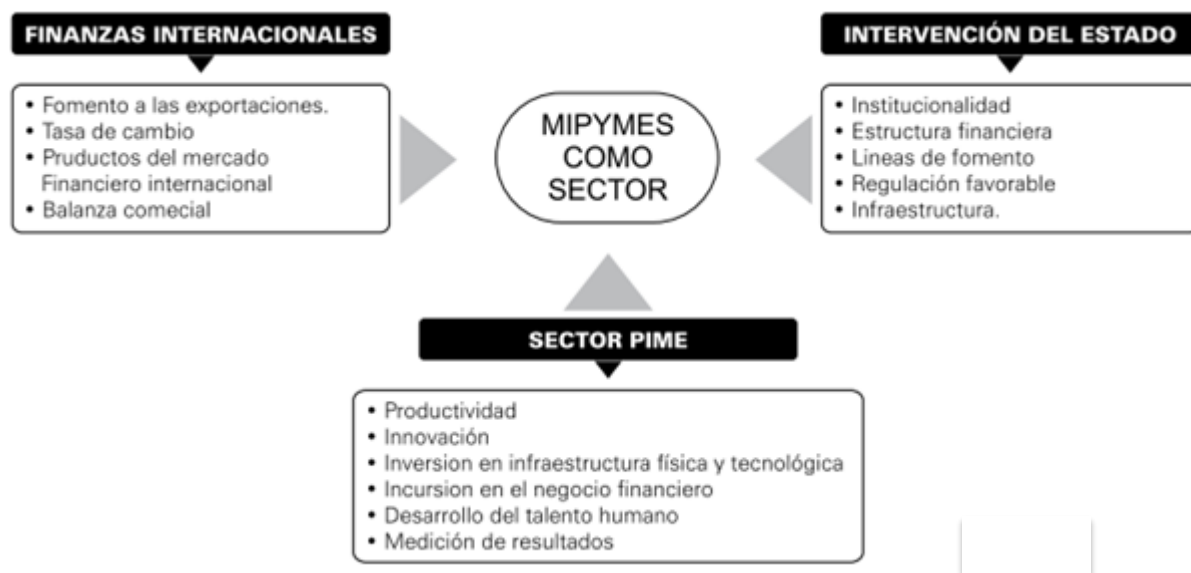 FINANZAS INTERNACIONALES
• Fomento a las exportaciones.
• Tasa de cambio
• Pruductos del mercado
Financiero internacional
• Balanza comecial
MIPYMES
COMO
SECTOR
INTERVENCIÓN DEL ESTADO
• Institucionalidad
• Estructura financiera
• Lineas de fomento
• Regulación favorable
• Infraestructura.
SECTOR PIME
• Productividad
• Innovación
• Inversion en infraestructura física y tecnológica
• Incursion en el negocio financiero
• Desarrollo del talento humano
• Medición de resultados